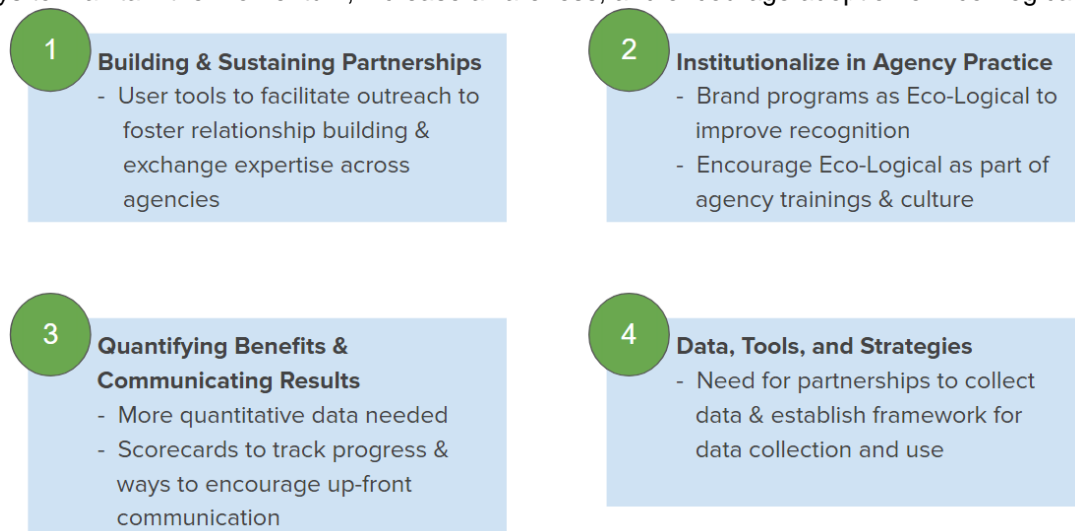 1
Building & Sustaining Partnerships
- User tools to facilitate outreach to
foster relationship building &
exchange expertise across
agencies
2
Institutionalize in Agency Practice
- Brand programs as Eco-Logical to
improve recognition
- Encourage Eco-Logical as part of
agency trainings & culture
3
Quantifying Benefits &
Communicating Results
- More quantitative data needed
- Scorecards to track progress &
ways to encourage up-front
communication
4
Data, Tools, and Strategies
- Need for partnerships to collect
data & establish framework for
data collection and use